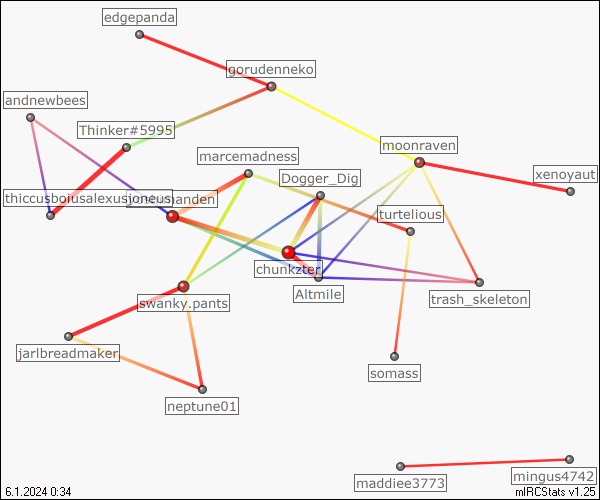 edgepanda
gorudenneko
andnewbees
Thinker#5995
moonraven
marcemadness
xenoyaut
Dogger_Dig
thiccusboiusalexusjoneus
turtelious
chunkzter
Altmile
trash_skeleton
swanky.pants
jarlbreadmaker
somass
neptune01
mingus4742
maddiee3773
6.1.2024 0:34
mIRCStats v1.25